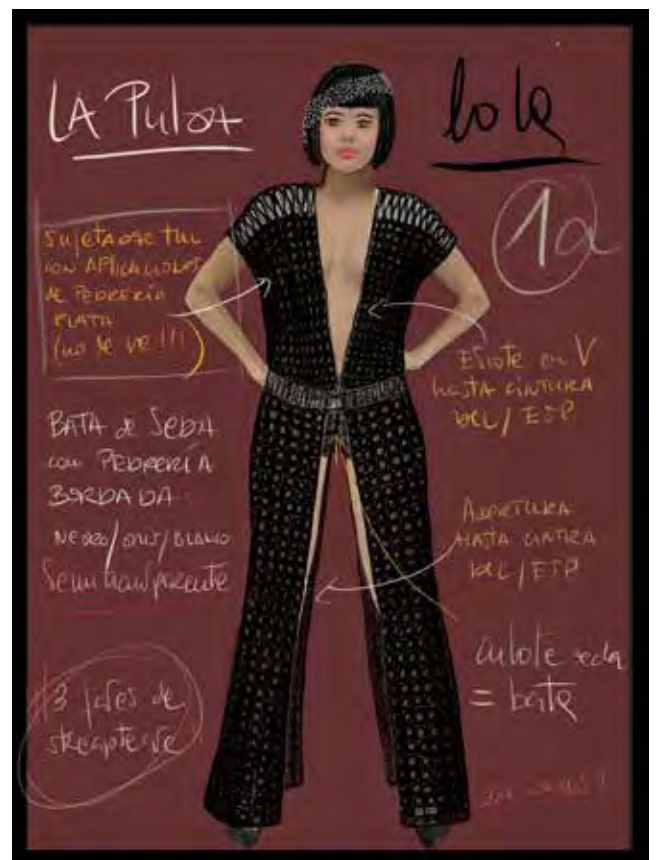 LA Pulga
lola
1a
Sujetador tul
con APlicaciones
de PEDRERÍA
PLATA
(no se ve !!!)
Escote en V
hasta cintura
DEL/ESP
BATA de SEDA
con PEDRERÍA
BORDADA
NEGRO/GRIS/BLANCO
Semitransparente
APERTURA
HASTA CINTURA
DEL/ESP
culote seda
= bata
3 fases de
streaptease